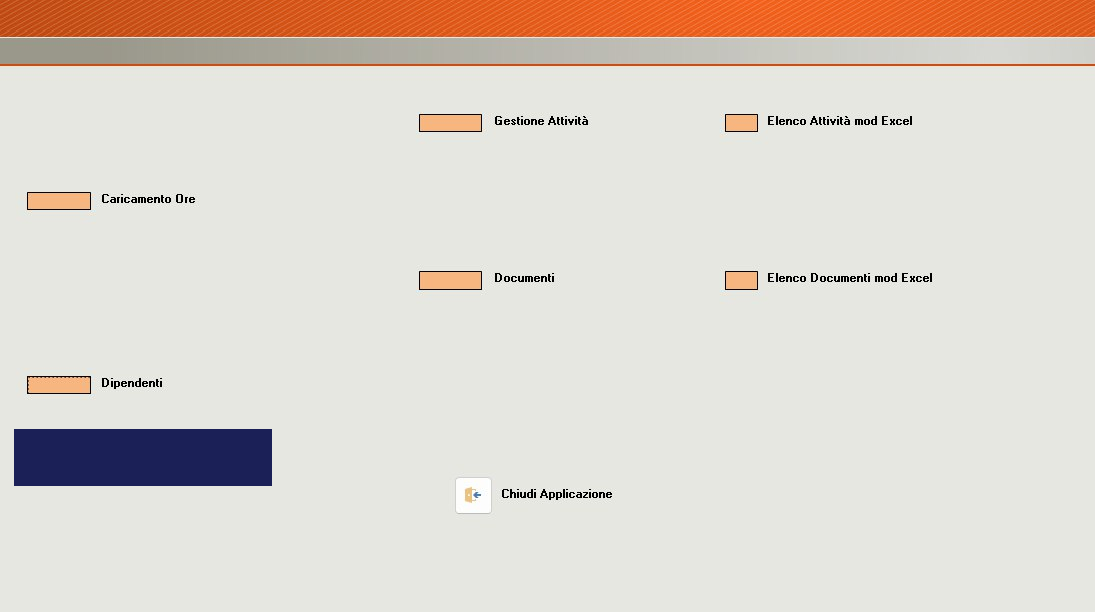 Gestione Attività
Elenco Attività mod Excel
Caricamento Ore
Documenti
Elenco Documenti mod Excel
Dipendenti
Chiudi Applicazione